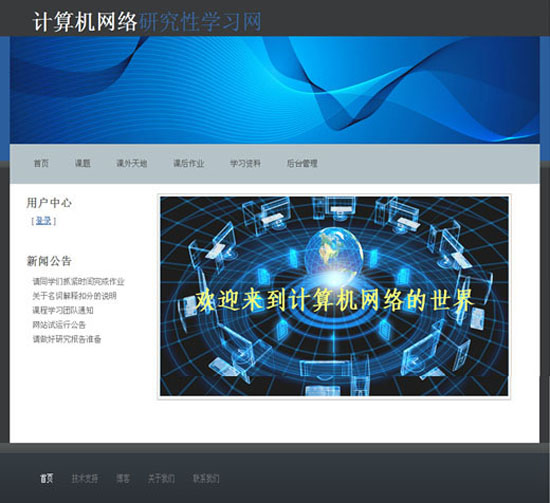 计算机网络研究性学习网
首页 课题 课外天地 课后作业 学习资料 后台管理
用户中心
[ 登录 ]
新闻公告
请同学们抓紧时间完成作业
关于名词解释扣分的说明
课程学习团队通知
网站试运行公告
请做好研究报告准备
欢迎来到计算机网络的世界
首页 技术支持 博客 关于我们 联系我们